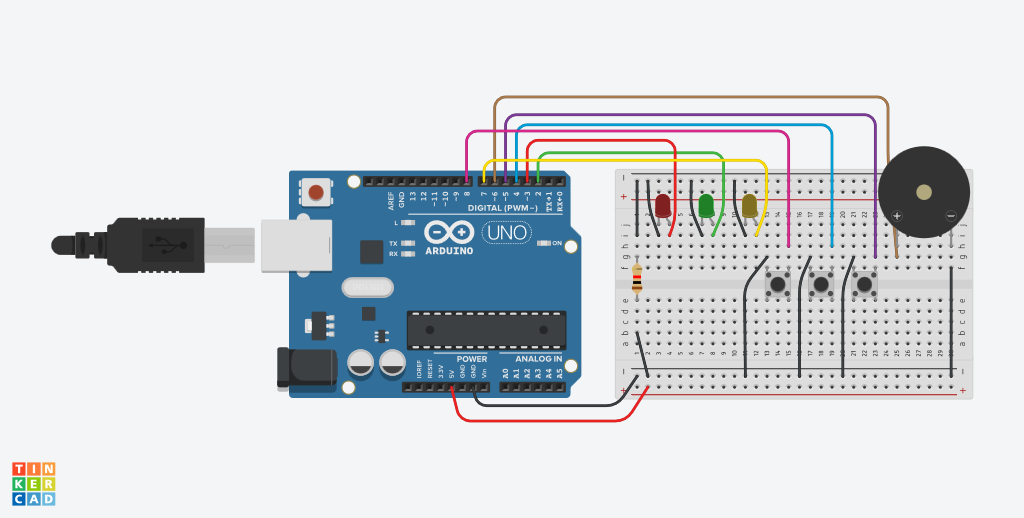 AREF
GND
13
12
~11
~10
~9
8
7
~6
~5
4
~3
2
TX→1
RX←0
DIGITAL (PWM~)
L
TX
RX
ARDUINO
UNO
ON
POWER
ANALOG IN
IOREF
RESET
3.3V
5V
GND
GND
Vin
A0
A1
A2
A3
A4
A5
+
−
TIN
KER
CAD